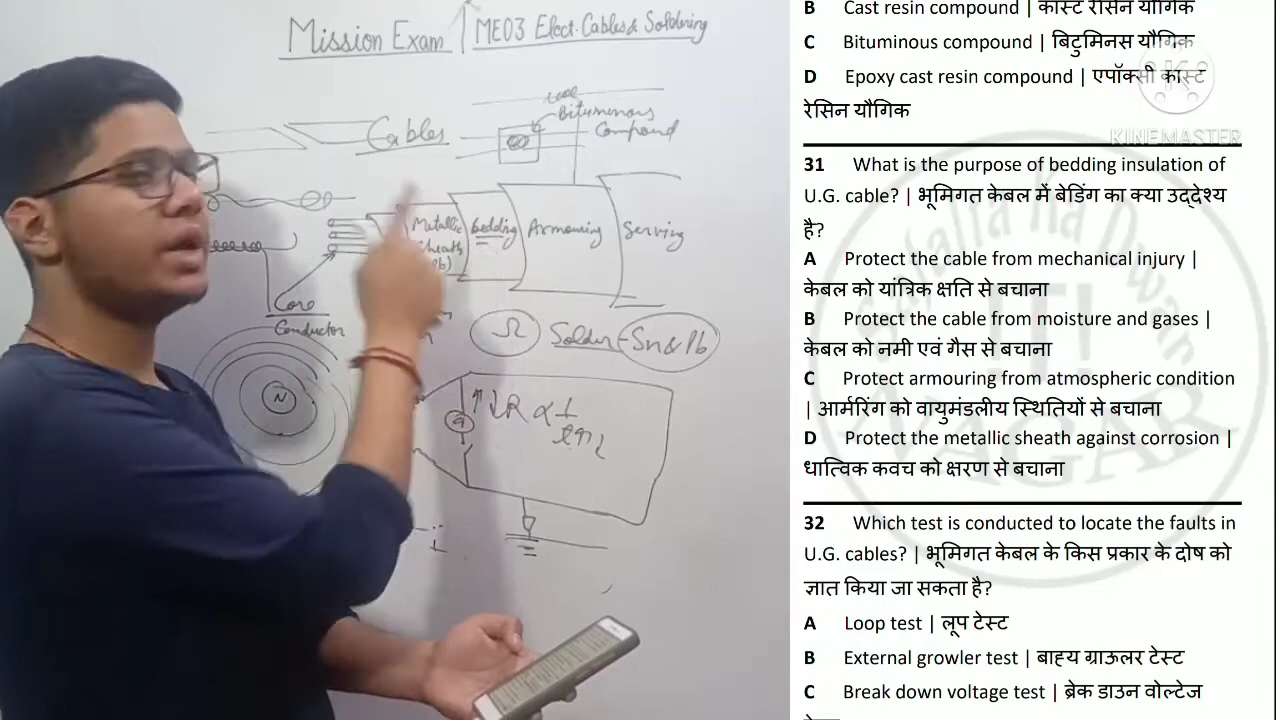 Mission Exam ME03 Elect. Cables & Soldering
Cables
Bituminous
Compound
Metallic
Sheath
(Pb)
bedding
Armouring
Serving
Core
Conductor
Ω
Solder - Sn & Pb
N
R ∝
B Cast resin compound | कास्ट रेसिन यौगिक
C Bituminous compound | बिटुमिनस यौगिक
D Epoxy cast resin compound | एपॉक्सी कास्ट
रेसिन यौगिक
KINEMASTER
31 What is the purpose of bedding insulation of
U.G. cable? | भूमिगत केबल में बेडिंग का क्या उद्देश्य
है?
A Protect the cable from mechanical injury |
केबल को यांत्रिक क्षति से बचाना
B Protect the cable from moisture and gases |
केबल को नमी एवं गैस से बचाना
C Protect armouring from atmospheric condition
| आर्मरिंग को वायुमंडलीय स्थितियों से बचाना
D Protect the metallic sheath against corrosion |
धात्विक कवच को क्षरण से बचाना
32 Which test is conducted to locate the faults in
U.G. cables? | भूमिगत केबल के किस प्रकार के दोष को
ज्ञात किया जा सकता है?
A Loop test | लूप टेस्ट
B External growler test | बाह्य ग्राऊलर टेस्ट
C Break down voltage test | ब्रेक डाउन वोल्टेज